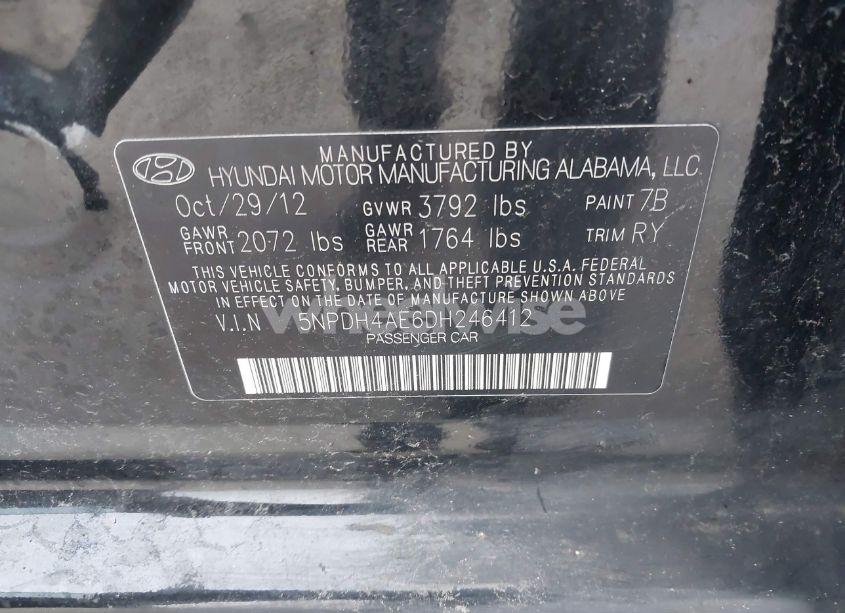 MANUFACTURED BY
HYUNDAI MOTOR MANUFACTURING ALABAMA, LLC.
Oct/29/12 GVWR 3792 lbs PAINT 7B
GAWR FRONT 2072 lbs GAWR REAR 1764 lbs TRIM RY
THIS VEHICLE CONFORMS TO ALL APPLICABLE U.S.A. FEDERAL
MOTOR VEHICLE SAFETY, BUMPER, AND THEFT PREVENTION STANDARDS
IN EFFECT ON THE DATE OF MANUFACTURE SHOWN ABOVE
V.I.N 5NPDH4AE6DH246412
PASSENGER CAR